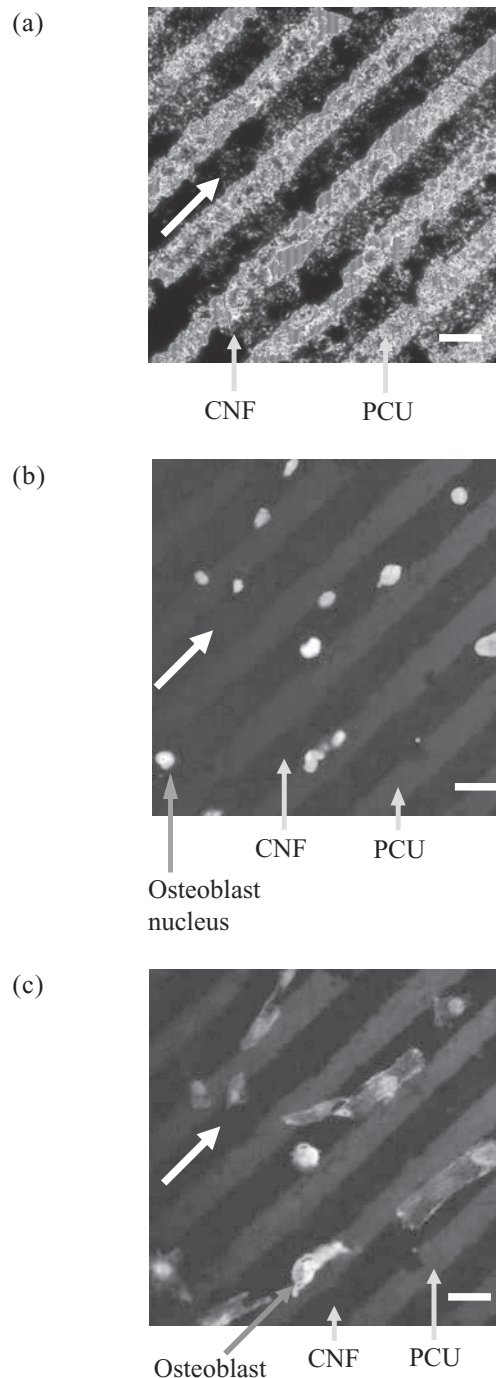 (a)
CNF PCU
(b)
CNF PCU
Osteoblast
nucleus
(c)
CNF PCU
Osteoblast